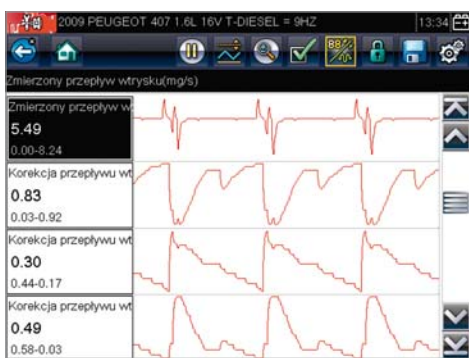 2009 PEUGEOT 407 1.6L 16V T-DIESEL = 9HZ 13:34
Zmierzony przepływ wtrysku(mg/s)
Zmierzony przepływ w
5.49
0.00-8.24
Korekcja przepływu wt
0.83
0.03-0.92
Korekcja przepływu wt
0.30
0.44-0.17
Korekcja przepływu wt
0.49
0.58-0.03